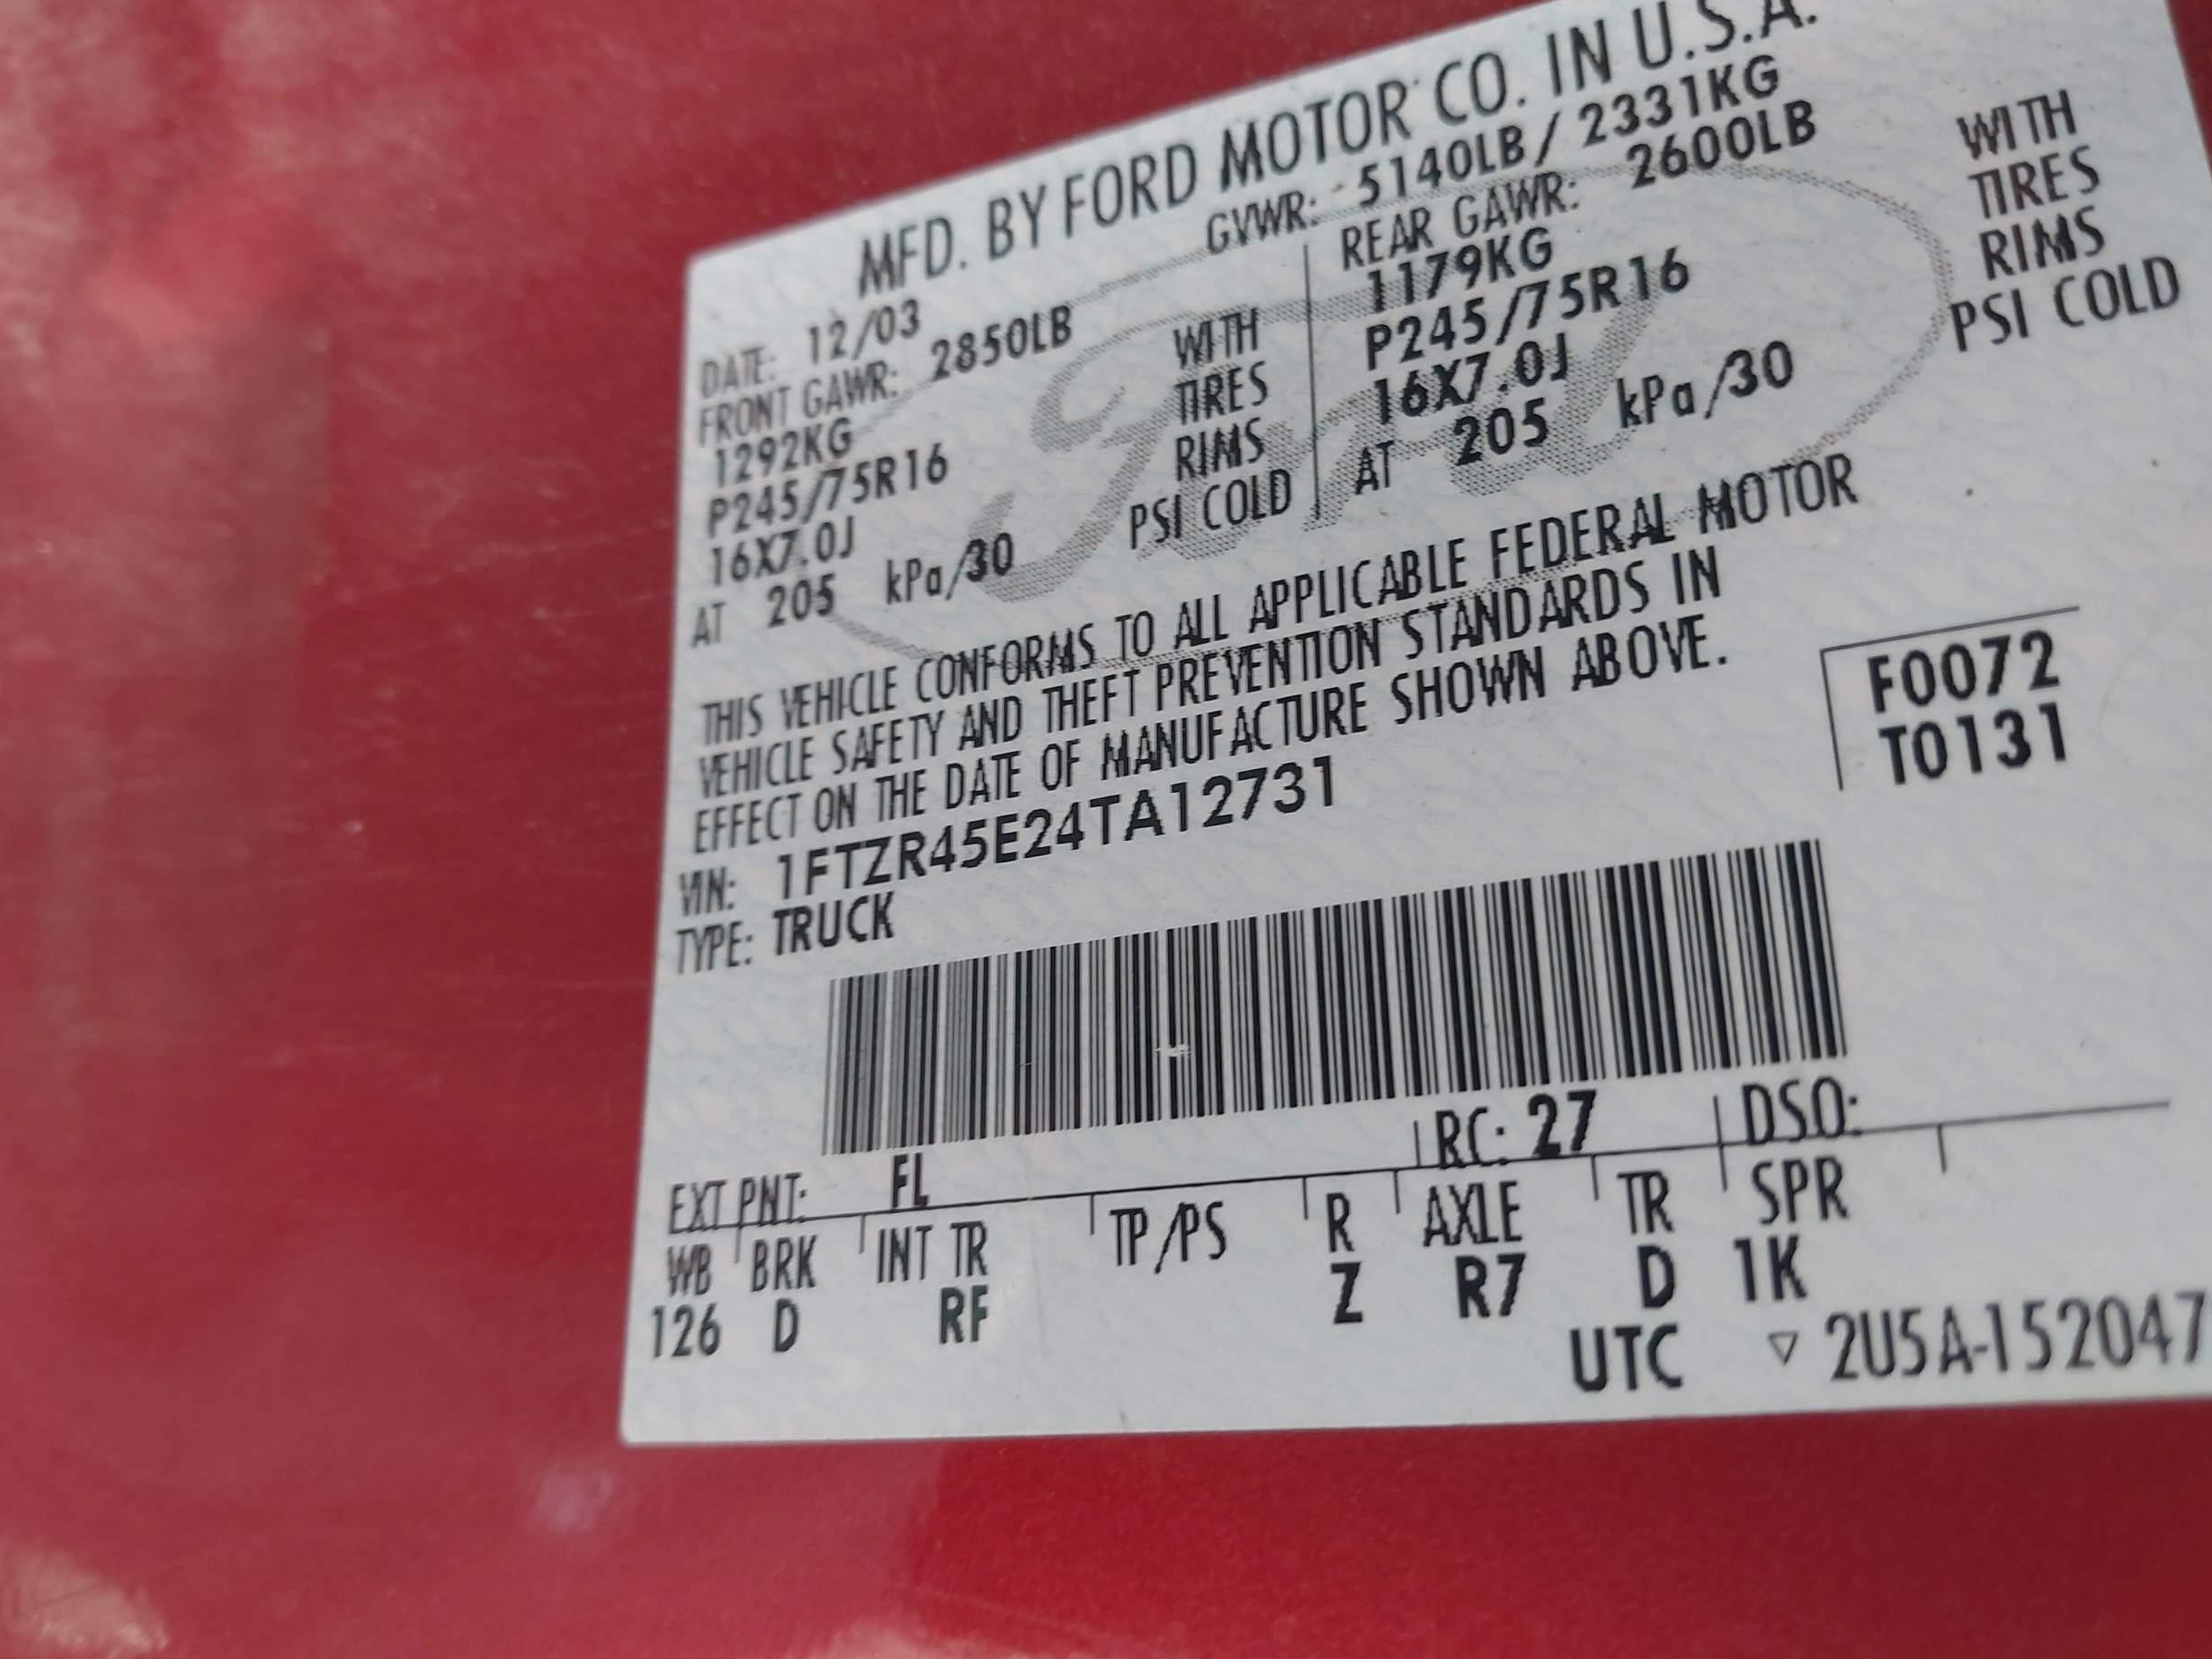 MFD. BY FORD MOTOR CO. IN U.S.A.
DATE: 12/03 GVWR: 5140LB/ 2331KG
FRONT GAWR: 2850LB REAR GAWR: 2600LB
1292KG WITH 1179KG WITH
P245/75R16 TIRES P245/75R16 TIRES
16X7.0J RIMS 16X7.0J RIMS
AT 205 kPa/30 PSI COLD AT 205 kPa/30 PSI COLD
Ford
THIS VEHICLE CONFORMS TO ALL APPLICABLE FEDERAL MOTOR
VEHICLE SAFETY AND THEFT PREVENTION STANDARDS IN
EFFECT ON THE DATE OF MANUFACTURE SHOWN ABOVE.
VIN: 1FTZR45E24TA12731 F0072
TYPE: TRUCK T0131
EXT PNT: FL RC: 27 DSO:
WB BRK INT TR TP/PS R AXLE TR SPR
126 D RF Z R7 D 1K
UTC ▽ 2U5A-152047